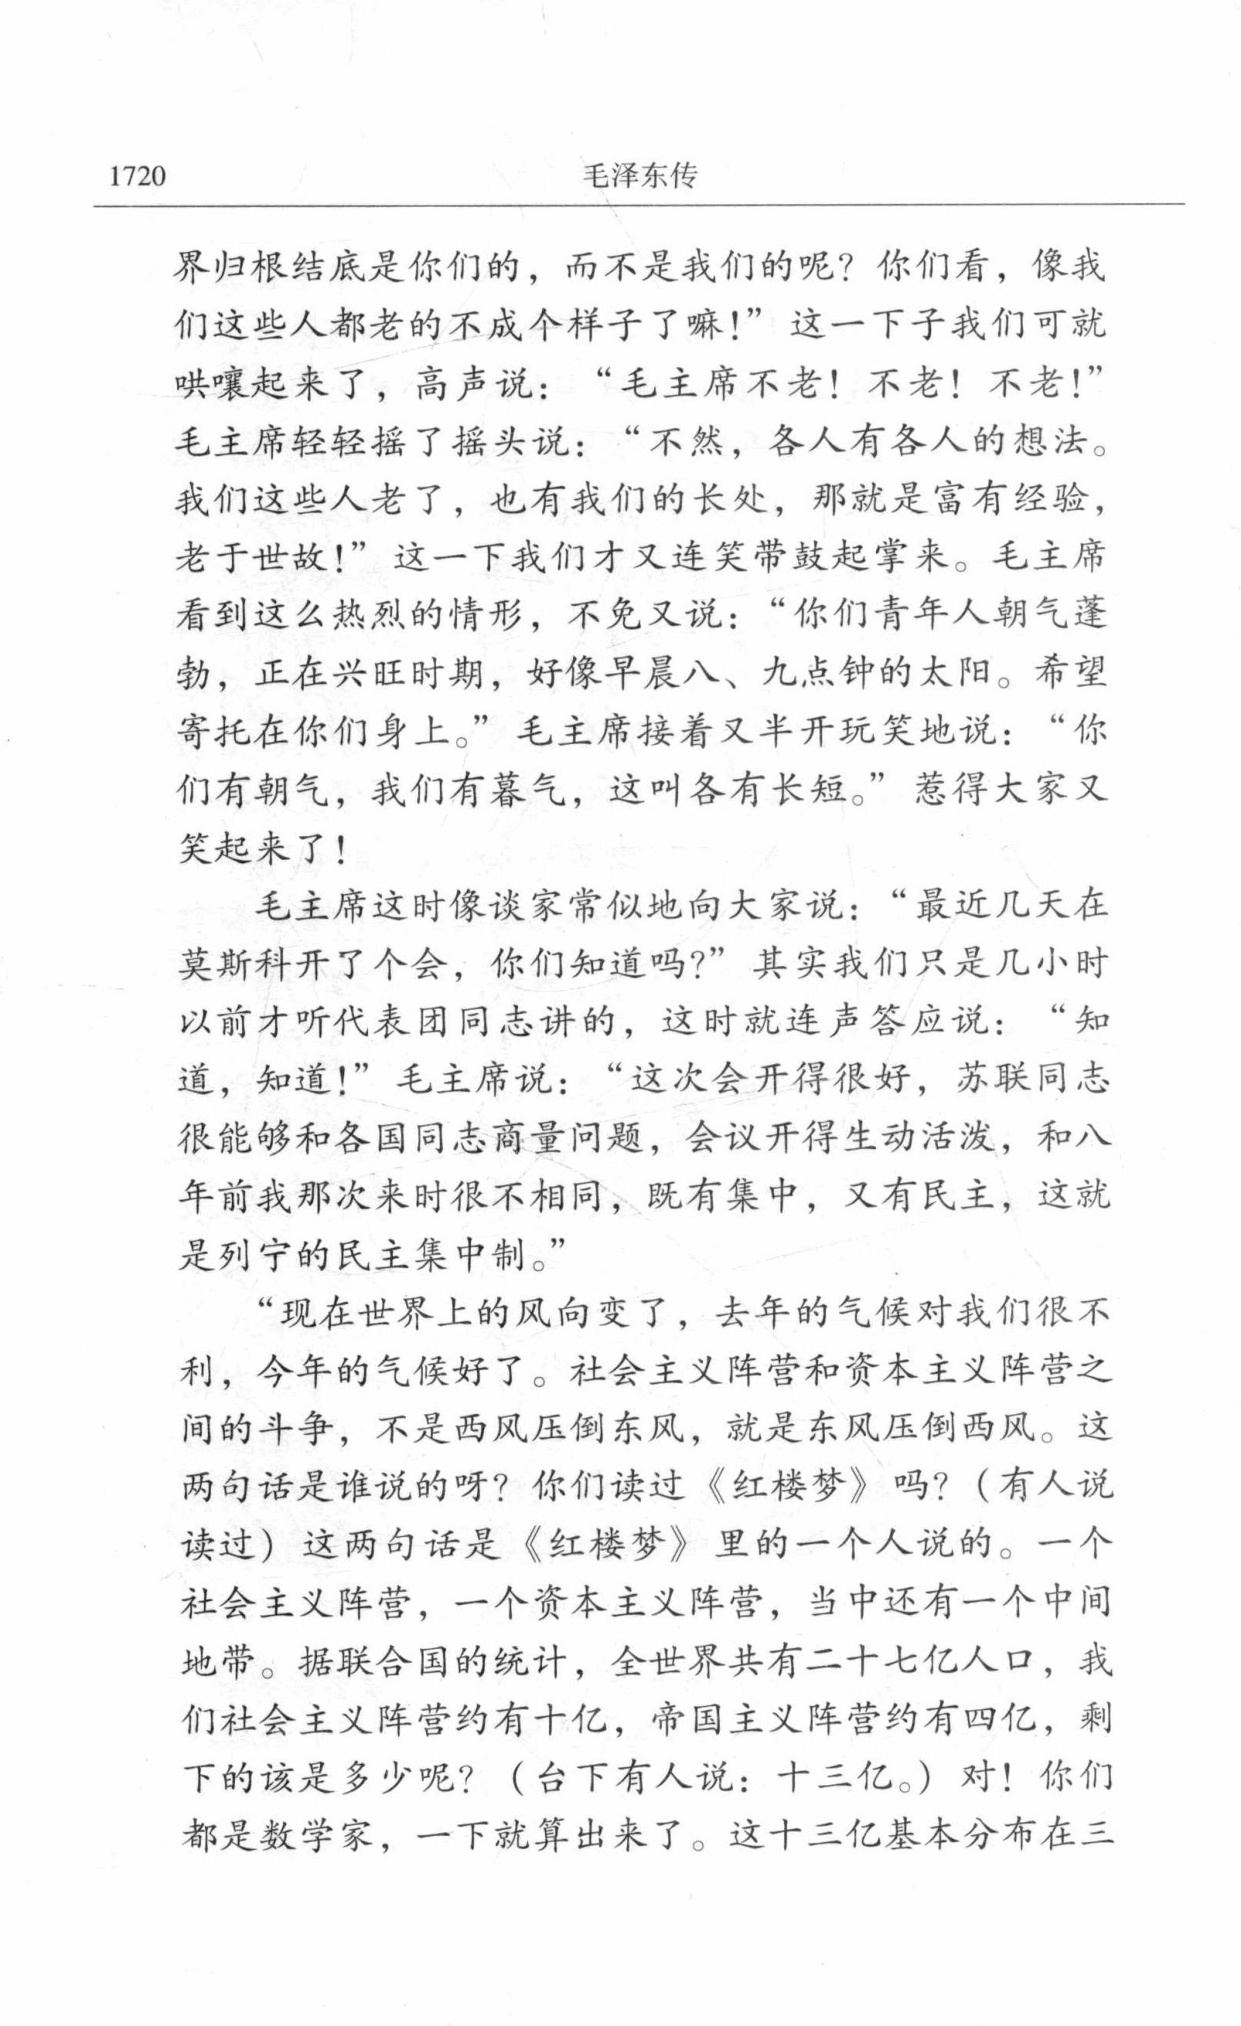 1720 毛泽东传
界归根结底是你们的，而不是我们的呢？你们看，像我
们这些人都老的不成个样子了嘛！”这一下子我们可就
哄嚷起来了，高声说：“毛主席不老！不老！不老！”
毛主席轻轻摇了摇头说：“不然，各人有各人的想法。
我们这些人老了，也有我们的长处，那就是富有经验，
老于世故！”这一下我们才又连笑带鼓起掌来。毛主席
看到这么热烈的情形，不免又说：“你们青年人朝气蓬
勃，正在兴旺时期，好像早晨八、九点钟的太阳。希望
寄托在你们身上。”毛主席接着又半开玩笑地说：“你
们有朝气，我们有暮气，这叫各有长短。”惹得大家又
笑起来了！
毛主席这时像谈家常似地向大家说：“最近几天在
莫斯科开了个会，你们知道吗？”其实我们只是几小时
以前才听代表团同志讲的，这时就连声答应说：“知
道，知道！”毛主席说：“这次会开得很好，苏联同志
很能够和各国同志商量问题，会议开得生动活泼，和八
年前我那次来时很不相同，既有集中，又有民主，这就
是列宁的民主集中制。”
“现在世界上的风向变了，去年的气候对我们很不
利，今年的气候好了。社会主义阵营和资本主义阵营之
间的斗争，不是西风压倒东风，就是东风压倒西风。这
两句话是谁说的呀？你们读过《红楼梦》吗？（有人说
读过）这两句话是《红楼梦》里的一个人说的。一个
社会主义阵营，一个资本主义阵营，当中还有一个中间
地带。据联合国的统计，全世界共有二十七亿人口，我
们社会主义阵营约有十亿，帝国主义阵营约有四亿，剩
下的该是多少呢？（台下有人说：十三亿。）对！你们
都是数学家，一下就算出来了。这十三亿基本分布在三